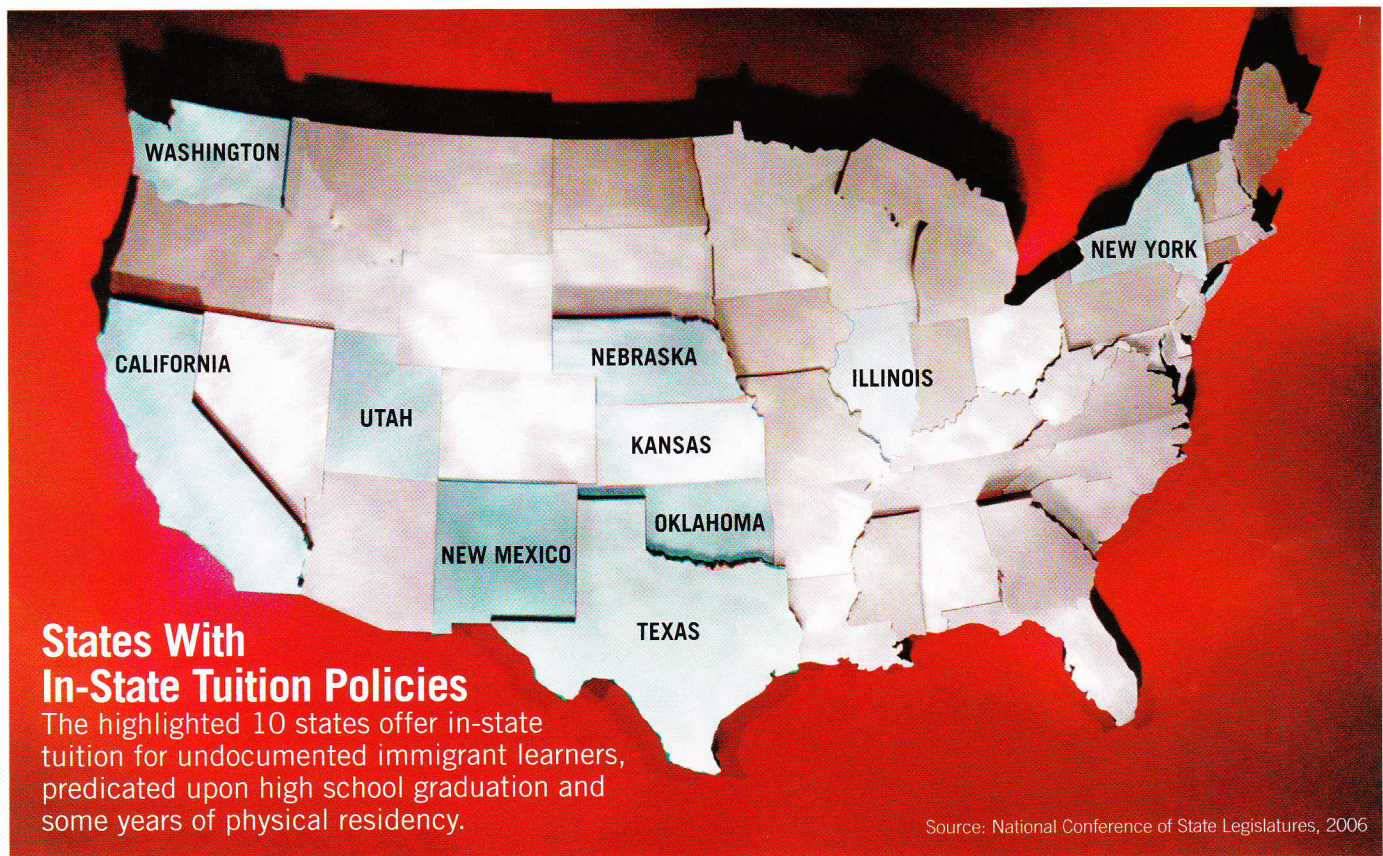 WASHINGTON
NEW YORK
CALIFORNIA
NEBRASKA
ILLINOIS
UTAH
KANSAS
OKLAHOMA
NEW MEXICO
TEXAS
States With
In-State Tuition Policies
The highlighted 10 states offer in-state
tuition for undocumented immigrant learners,
predicated upon high school graduation and
some years of physical residency.
Source: National Conference of State Legislatures, 2006